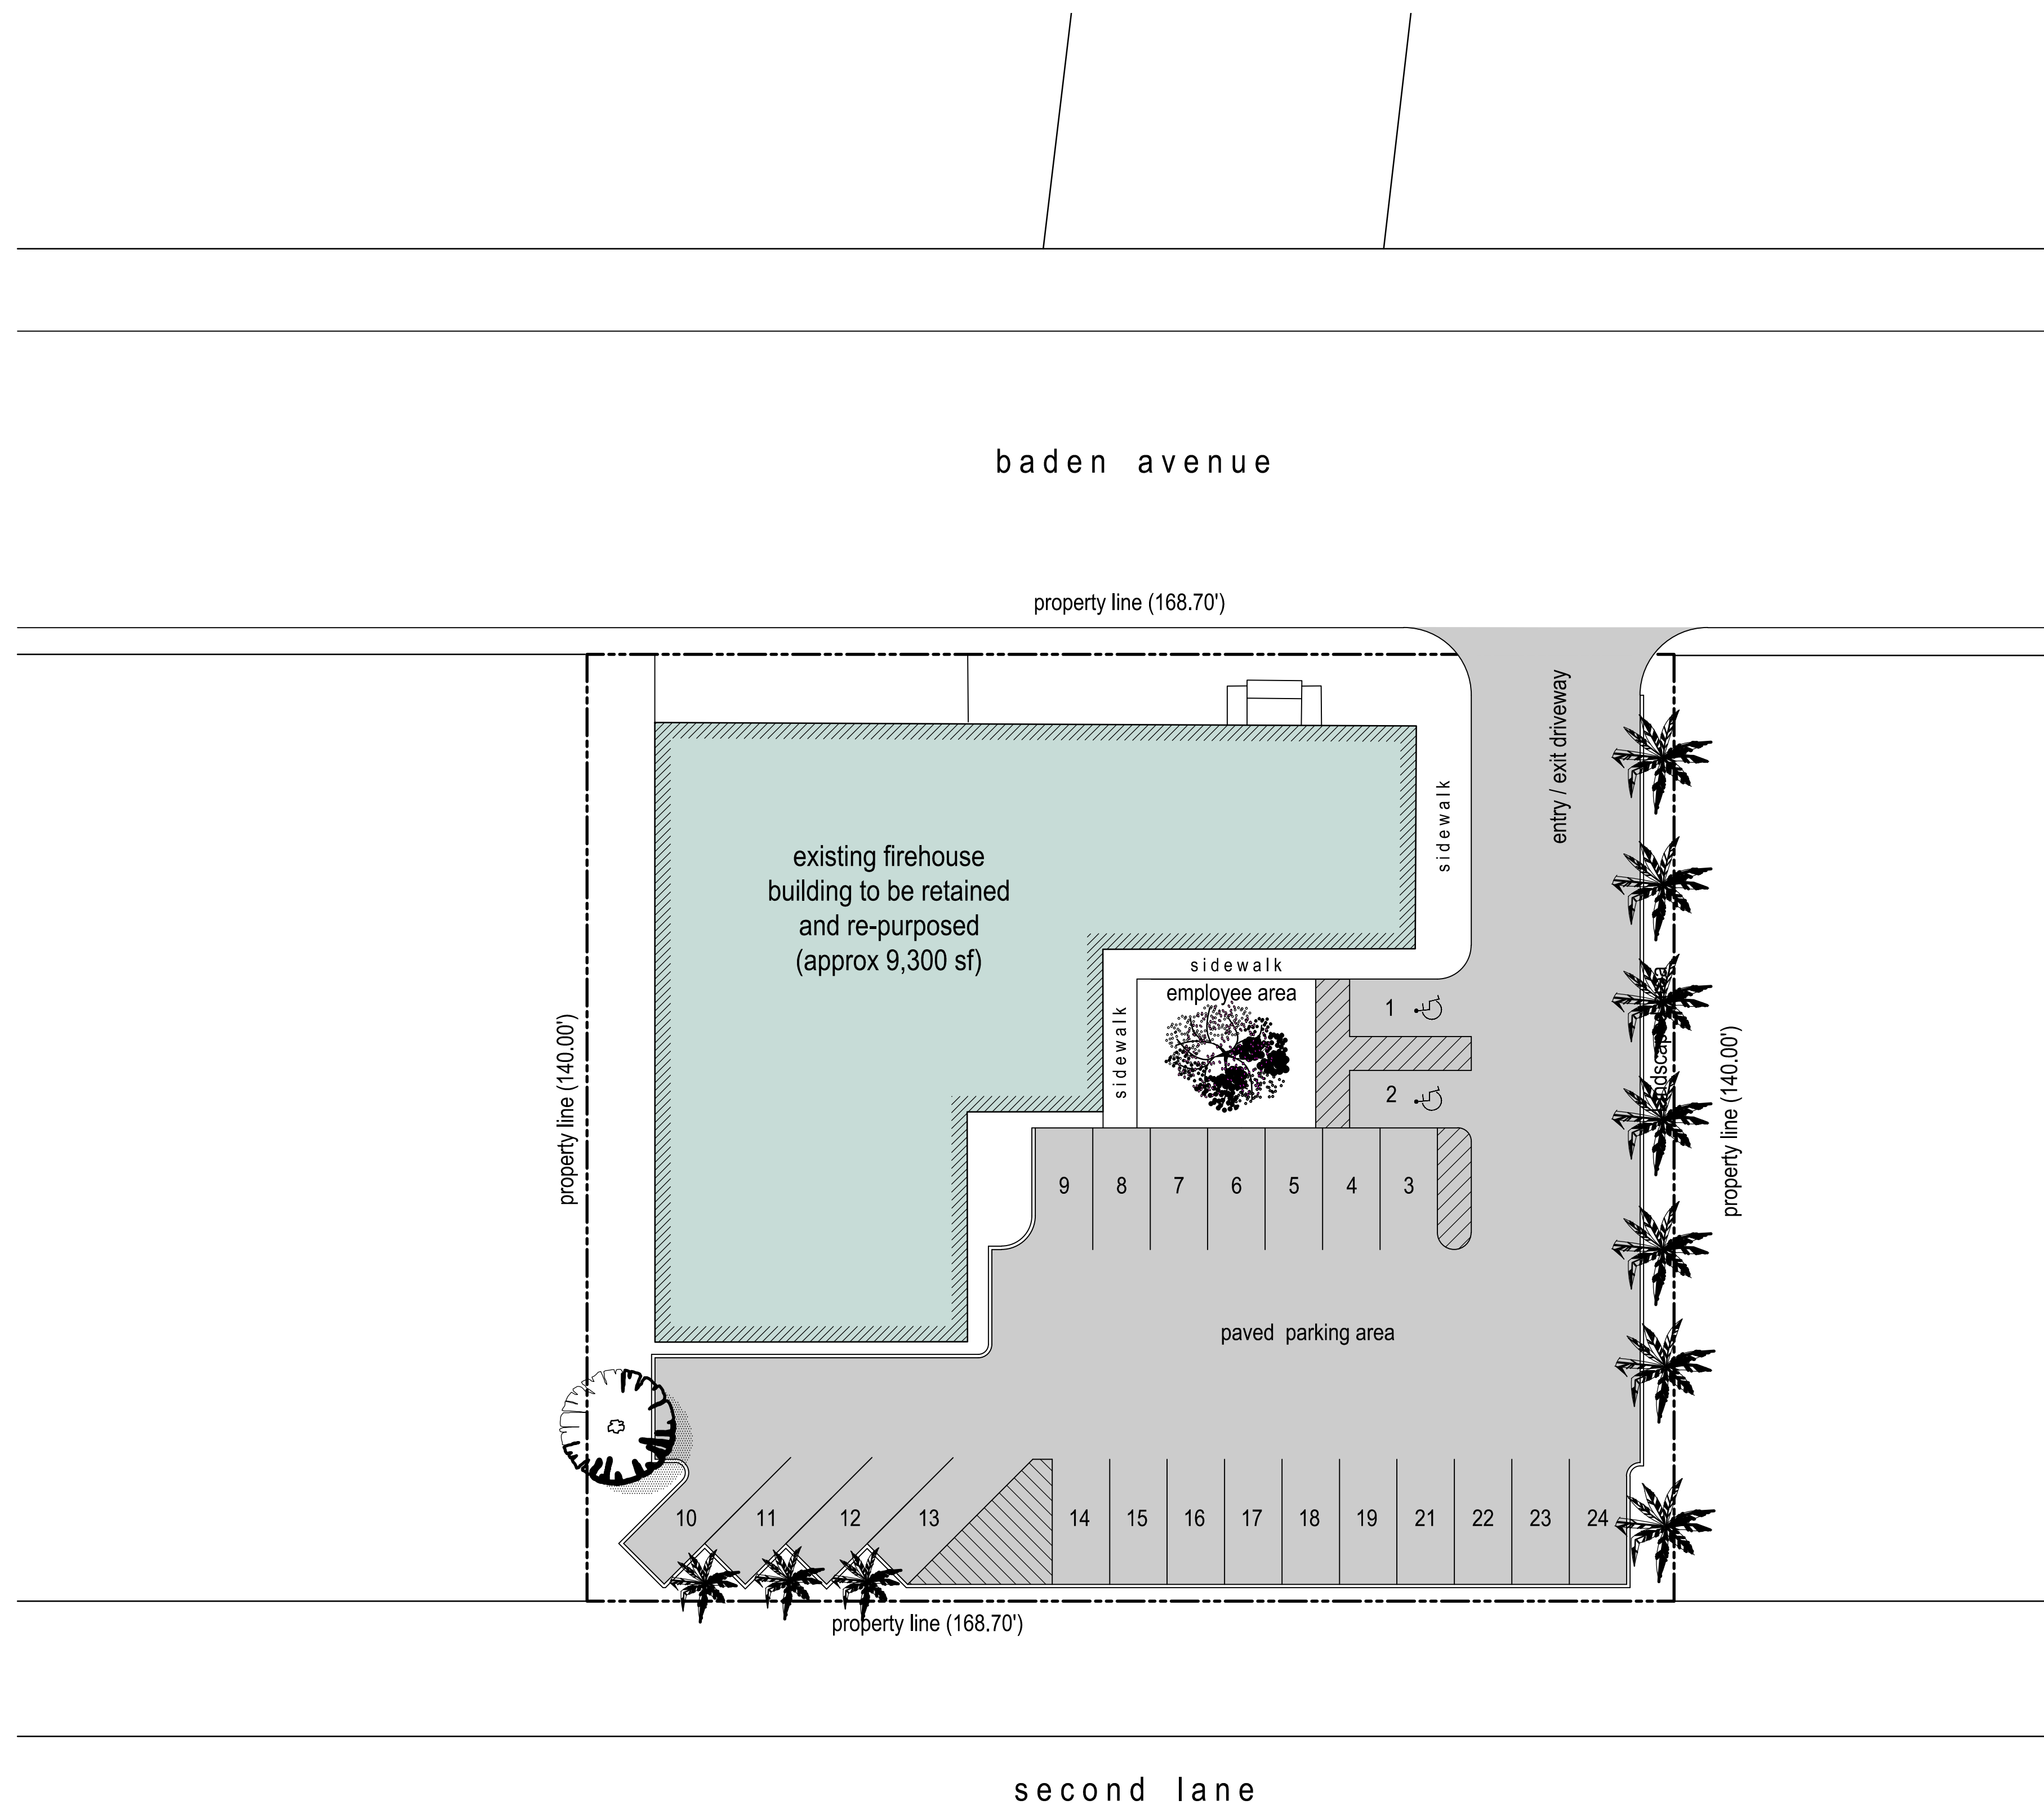 baden avenue
property line (168.70')
entry / exit driveway
sidewalk
existing firehouse
building to be retained
and re-purposed
(approx 9,300 sf)
sidewalk
employee area
1
sidewalk
2
property line (140.00')
property line (140.00')
9 8 7 6 5 4 3
paved parking area
10 11 12 13 14 15 16 17 18 19 21 22 23 24
property line (168.70')
second lane